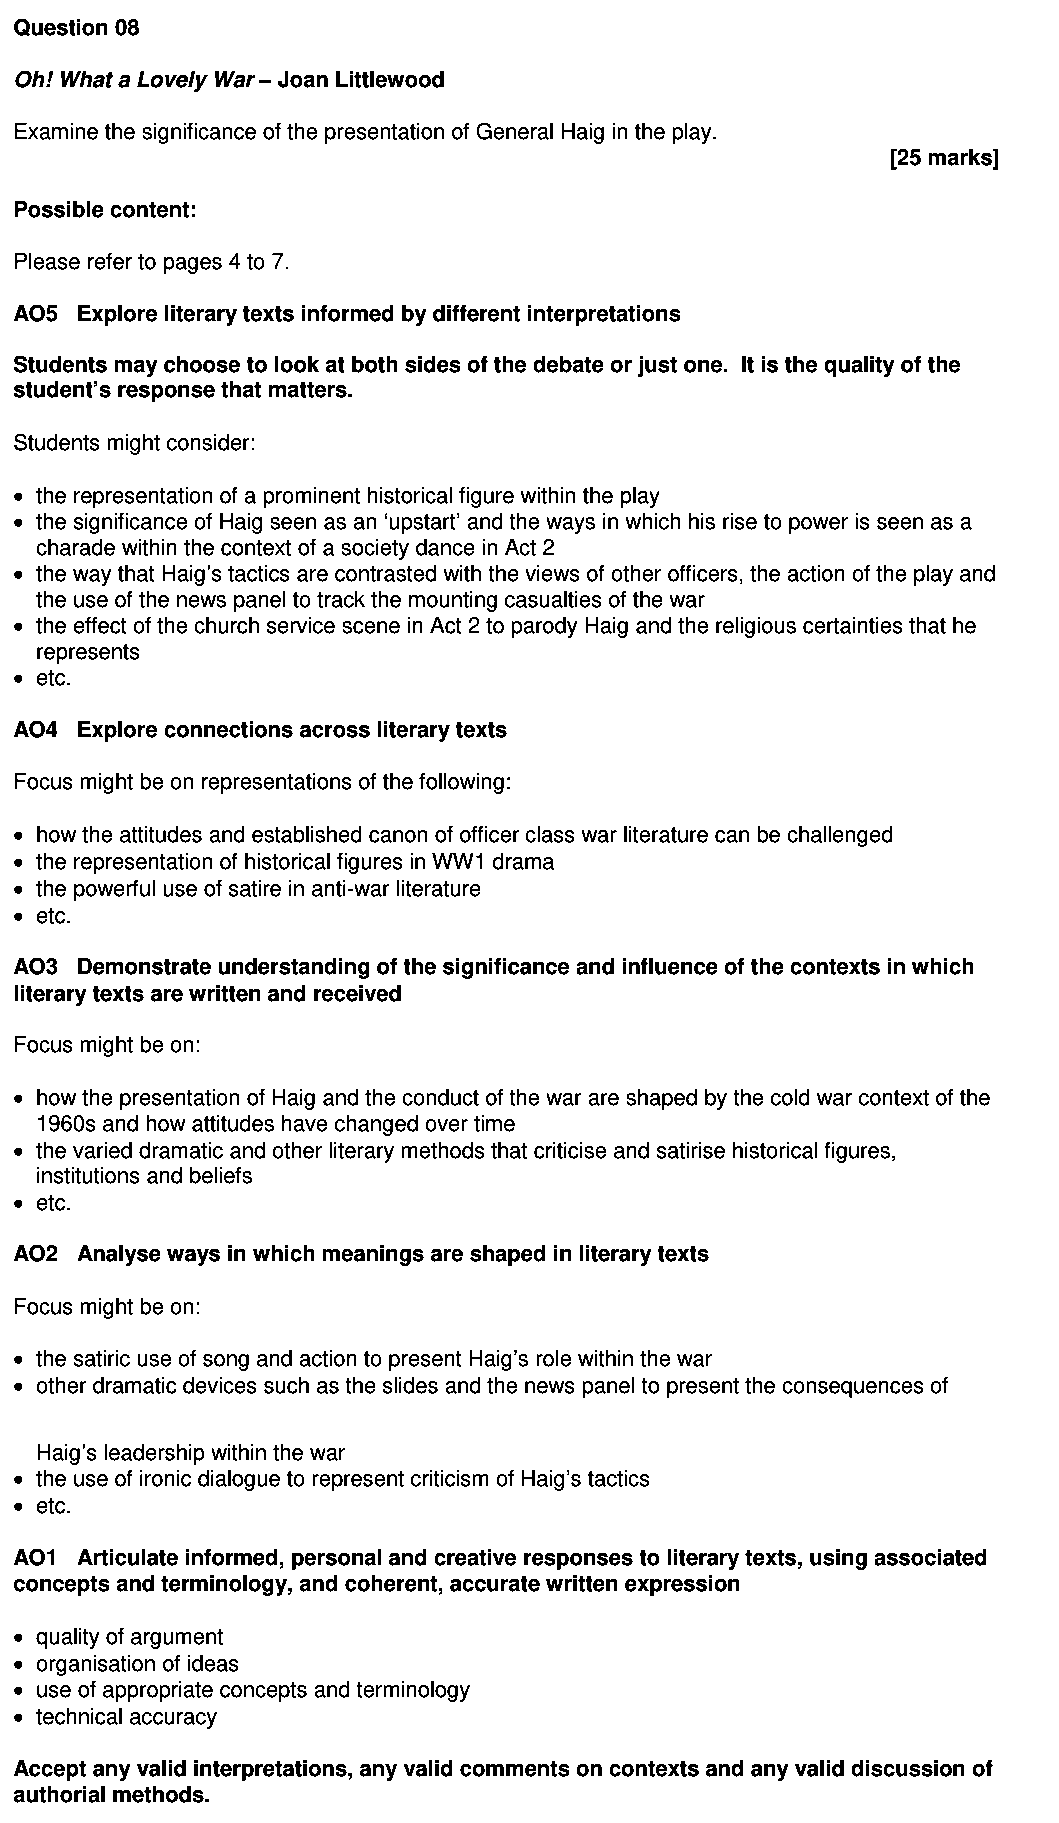 Question 08
Oh! What a Lovely War – Joan Littlewood
Examine the significance of the presentation of General Haig in the play.
[25 marks]
Possible content:
Please refer to pages 4 to 7.
AO5 Explore literary texts informed by different interpretations
Students may choose to look at both sides of the debate or just one. It is the quality of the
student's response that matters.
Students might consider:
• the representation of a prominent historical figure within the play
• the significance of Haig seen as an 'upstart' and the ways in which his rise to power is seen as a
charade within the context of a society dance in Act 2
• the way that Haig's tactics are contrasted with the views of other officers, the action of the play and
the use of the news panel to track the mounting casualties of the war
• the effect of the church service scene in Act 2 to parody Haig and the religious certainties that he
represents
• etc.
AO4 Explore connections across literary texts
Focus might be on representations of the following:
• how the attitudes and established canon of officer class war literature can be challenged
• the representation of historical figures in WW1 drama
• the powerful use of satire in anti-war literature
• etc.
AO3 Demonstrate understanding of the significance and influence of the contexts in which
literary texts are written and received
Focus might be on:
• how the presentation of Haig and the conduct of the war are shaped by the cold war context of the
1960s and how attitudes have changed over time
• the varied dramatic and other literary methods that criticise and satirise historical figures,
institutions and beliefs
• etc.
AO2 Analyse ways in which meanings are shaped in literary texts
Focus might be on:
• the satiric use of song and action to present Haig's role within the war
• other dramatic devices such as the slides and the news panel to present the consequences of
Haig's leadership within the war
• the use of ironic dialogue to represent criticism of Haig's tactics
• etc.
AO1 Articulate informed, personal and creative responses to literary texts, using associated
concepts and terminology, and coherent, accurate written expression
• quality of argument
• organisation of ideas
• use of appropriate concepts and terminology
• technical accuracy
Accept any valid interpretations, any valid comments on contexts and any valid discussion of
authorial methods.